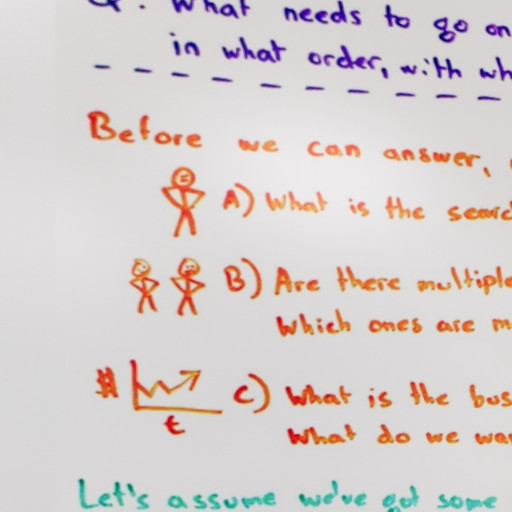 Q. What needs to go on
in what order, with wh
Before we can answer,
A) What is the searc
B) Are there multiple
Which ones are m
# t C) What is the bus
What do we wan
Let's assume we've got some